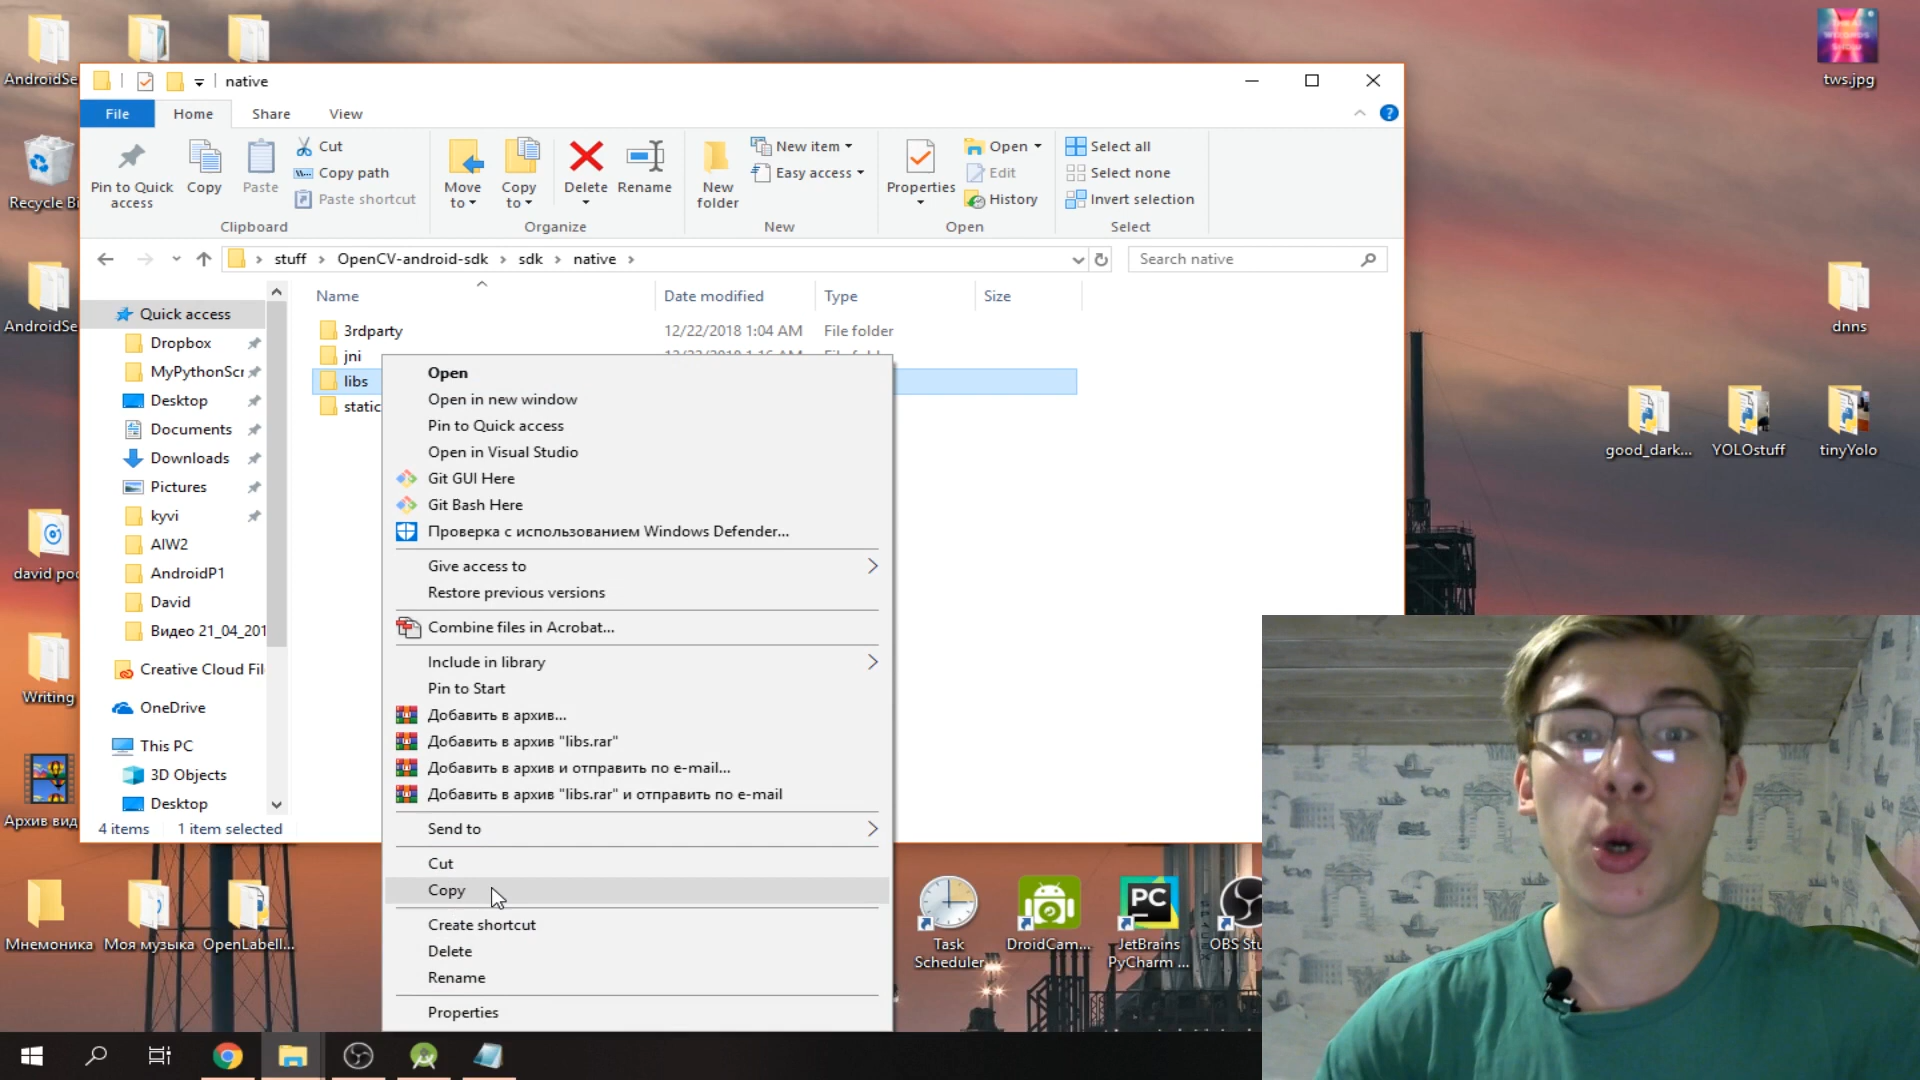 AndroidSe
tws.jpg
native
File
Home
Share
View
Pin to Quick access
Copy
Paste
Cut
Copy path
Paste shortcut
Clipboard
Move to
Copy to
Delete
Rename
Organize
New folder
New item
Easy access
New
Properties
Open
Edit
History
Open
Select all
Select none
Invert selection
Select
Recycle Bi
stuff
OpenCV-android-sdk
sdk
native
Search native
Name
Date modified
Type
Size
3rdparty
12/22/2018 1:04 AM
File folder
jni
libs
static
Quick access
Dropbox
MyPythonScr
Desktop
Documents
Downloads
Pictures
kyvi
AIW2
AndroidP1
David
Видео 21_04_201
Creative Cloud Fil
OneDrive
This PC
3D Objects
Desktop
4 items
1 item selected
Open
Open in new window
Pin to Quick access
Open in Visual Studio
Git GUI Here
Git Bash Here
Проверка с использованием Windows Defender...
Give access to
Restore previous versions
Combine files in Acrobat...
Include in library
Pin to Start
Добавить в архив...
Добавить в архив "libs.rar"
Добавить в архив и отправить по e-mail...
Добавить в архив "libs.rar" и отправить по e-mail
Send to
Cut
Copy
Create shortcut
Delete
Rename
Properties
AndroidSe
david poo
Writing
Архив вид
Мнемоника
Моя музыка
OpenLabell...
dnns
good_dark...
YOLOstuff
tinyYolo
Task Scheduler
DroidCam...
PC
JetBrains PyCharm ...
OBS Stu